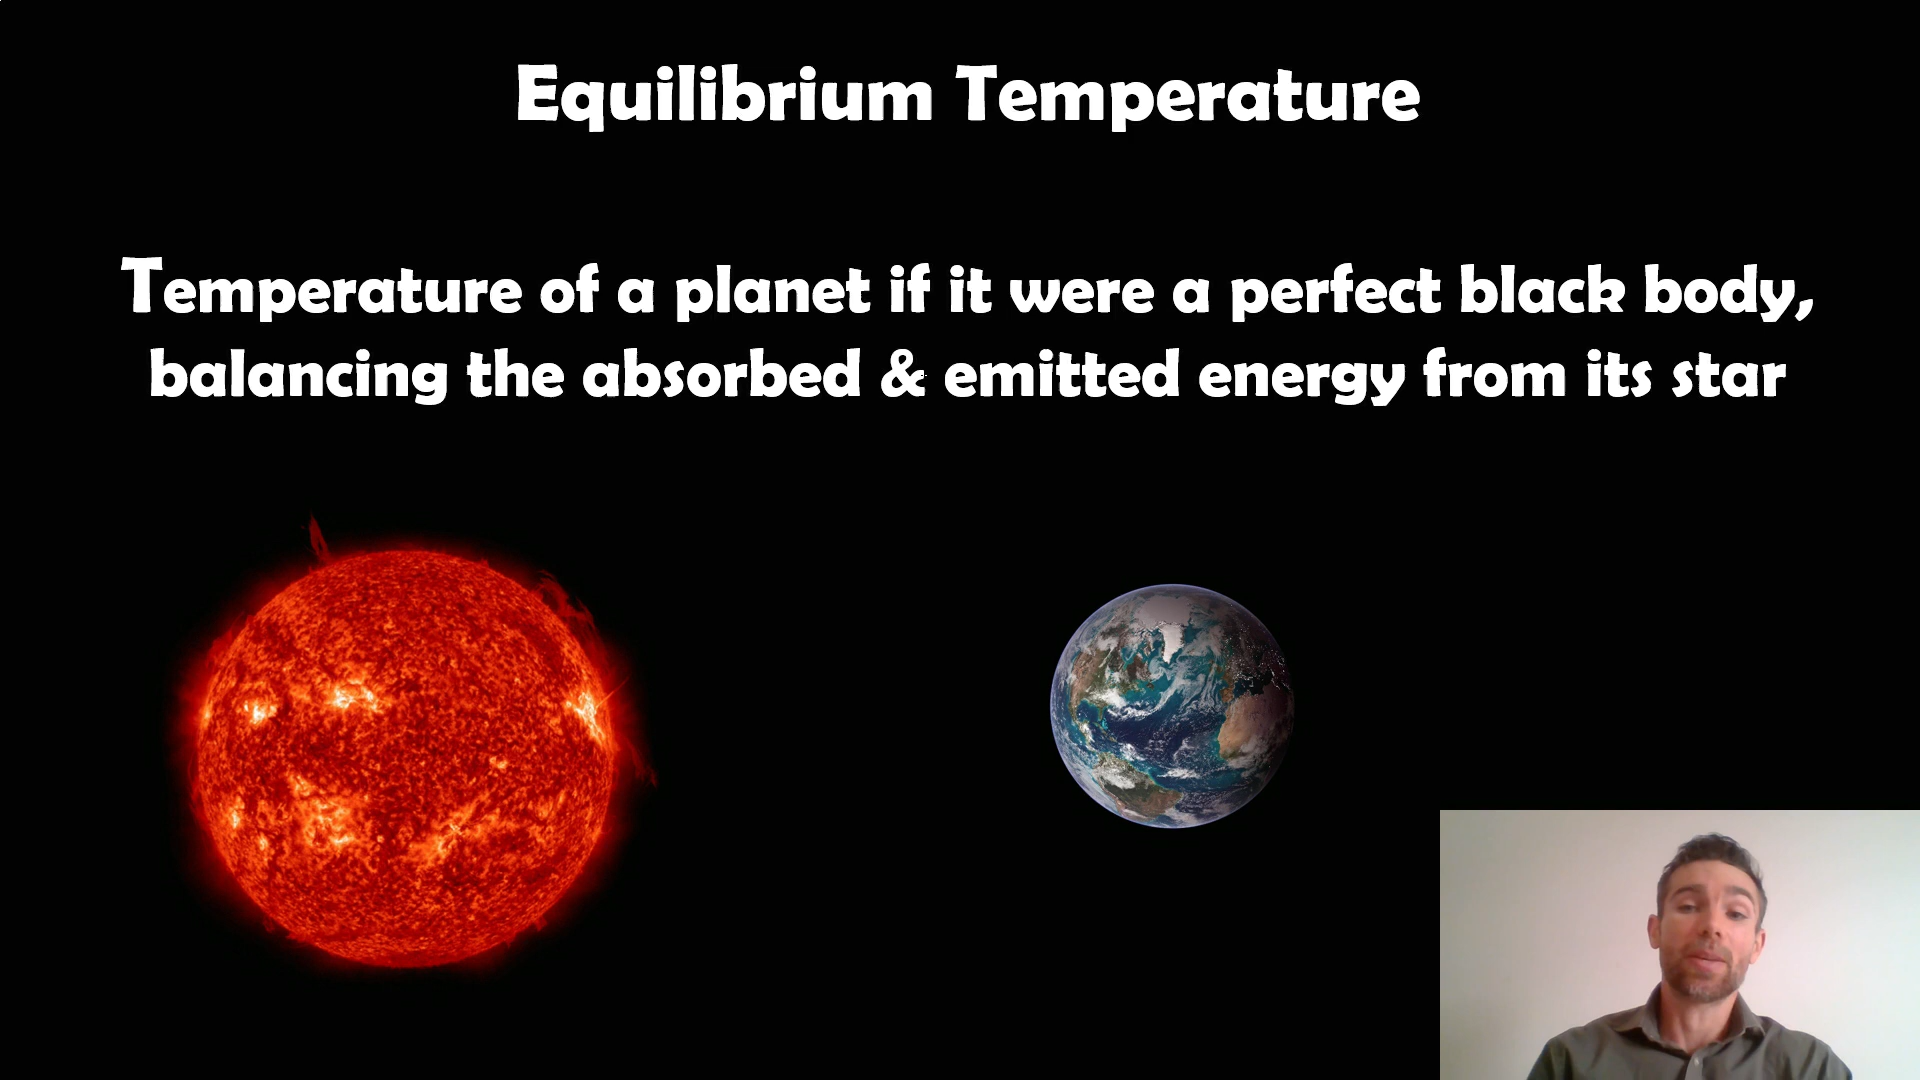 Equilibrium Temperature
Temperature of a planet if it were a perfect black body,
balancing the absorbed & emitted energy from its star